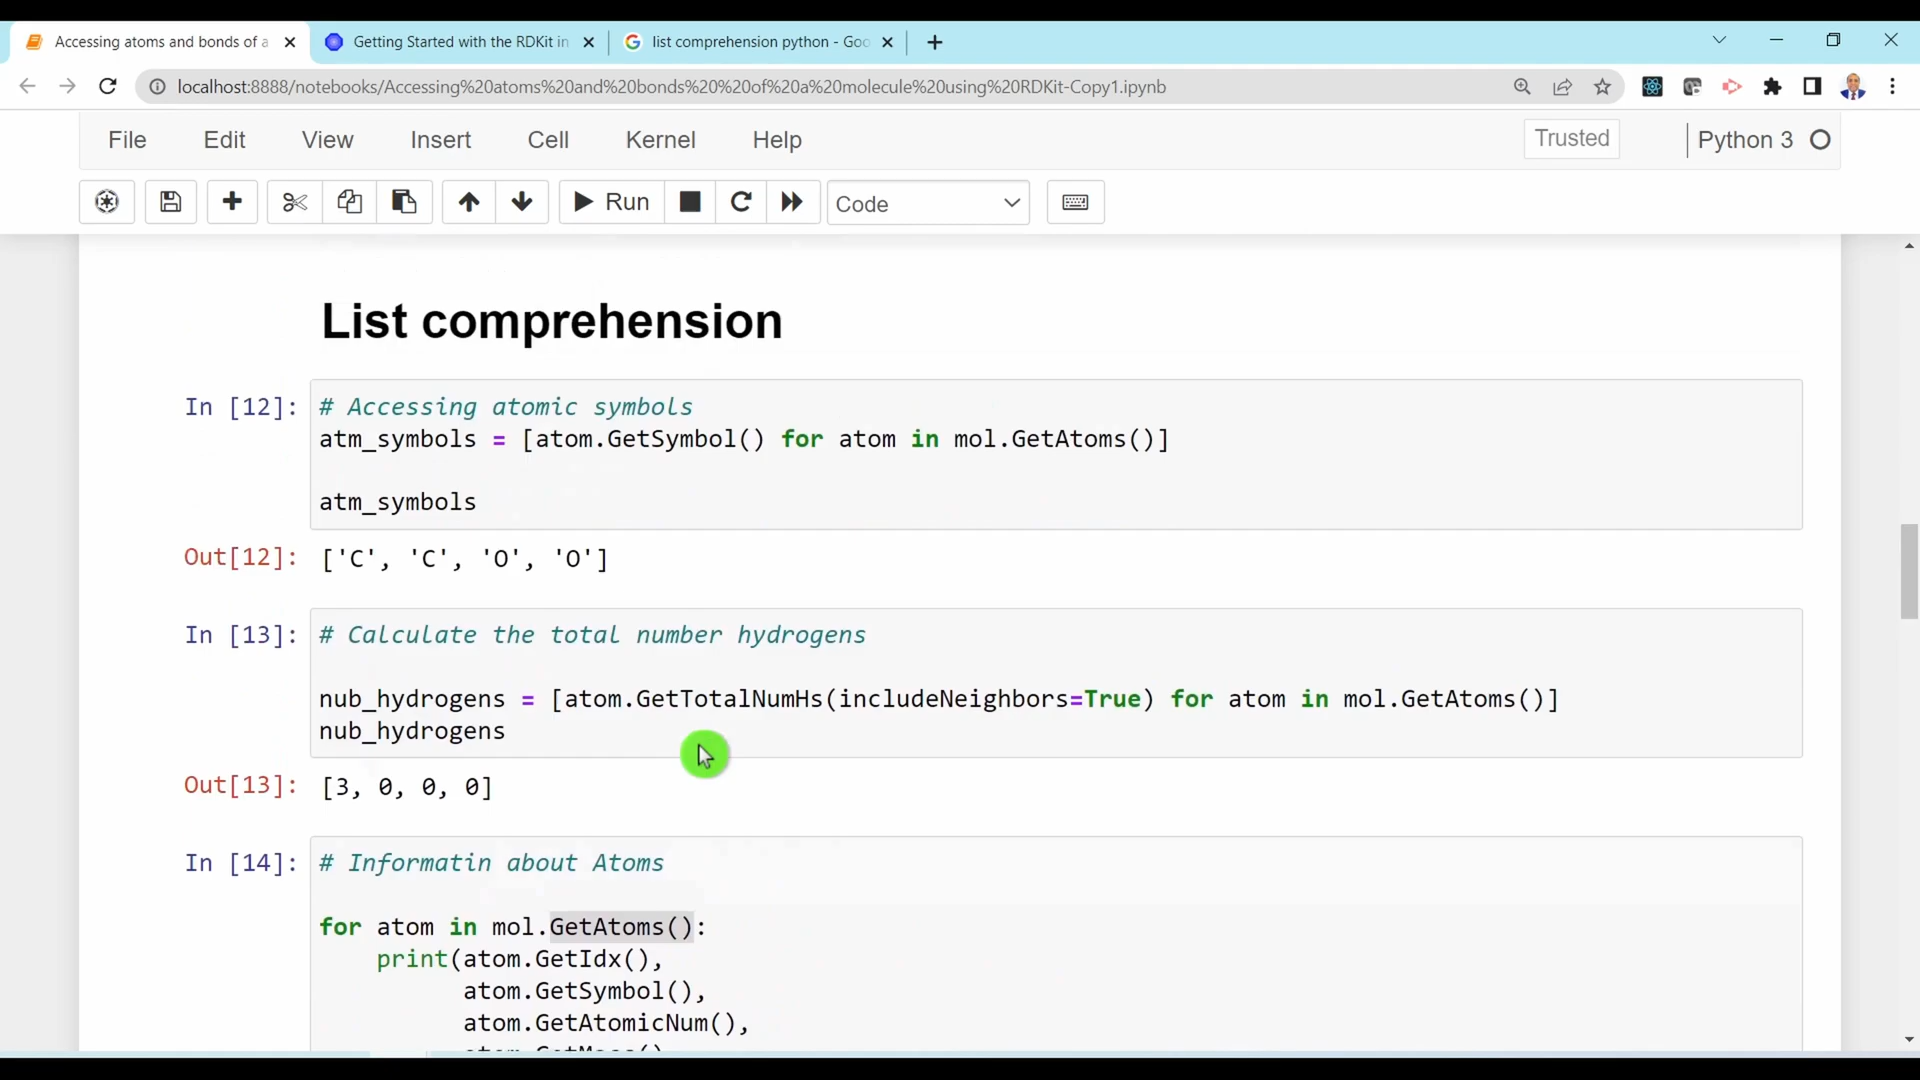 Accessing atoms and bonds of a
Getting Started with the RDKit in
list comprehension python - Goo
localhost:8888/notebooks/Accessing%20atoms%20and%20bonds%20%20of%20a%20molecule%20using%20RDKit-Copy1.ipynb
File Edit View Insert Cell Kernel Help Trusted Python 3
Run Code
List comprehension
In [12]: # Accessing atomic symbols
atm_symbols = [atom.GetSymbol() for atom in mol.GetAtoms()]
atm_symbols
Out[12]: ['C', 'C', 'O', 'O']
In [13]: # Calculate the total number hydrogens
nub_hydrogens = [atom.GetTotalNumHs(includeNeighbors=True) for atom in mol.GetAtoms()]
nub_hydrogens
Out[13]: [3, 0, 0, 0]
In [14]: # Informatin about Atoms
for atom in mol.GetAtoms():
print(atom.GetIdx(),
atom.GetSymbol(),
atom.GetAtomicNum(),